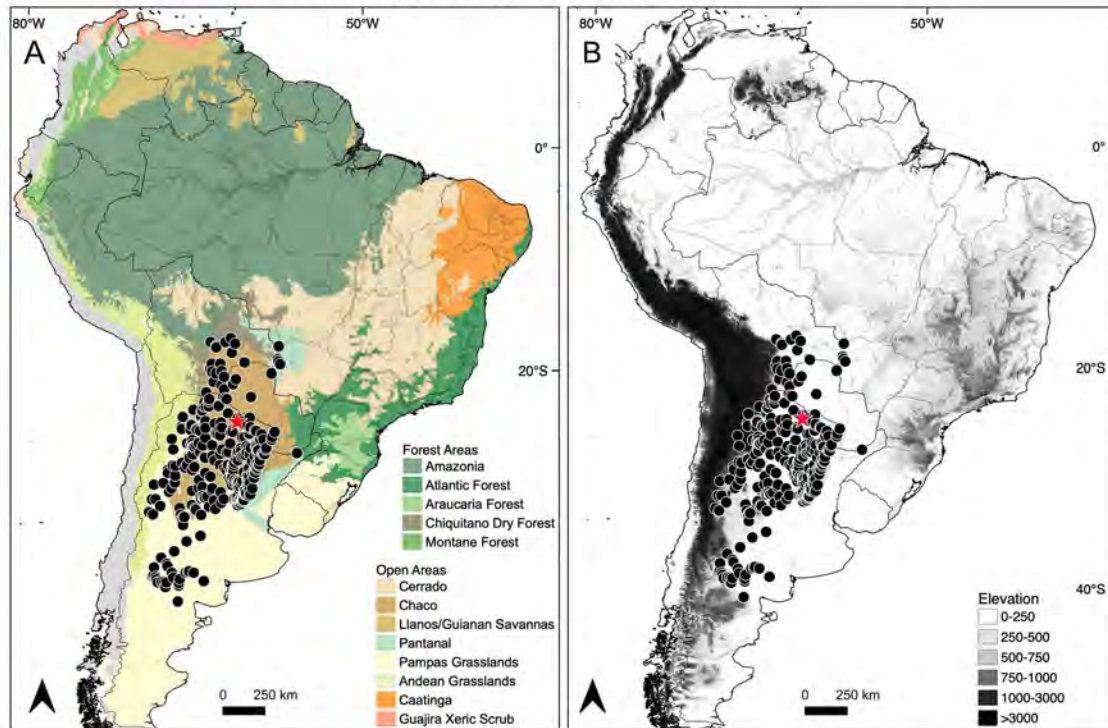 80°W
50°W
A
0°
20°S
Forest Areas
Amazonia
Atlantic Forest
Araucaria Forest
Chiquitano Dry Forest
Montane Forest
Open Areas
Cerrado
Chaco
Llanos/Guianan Savannas
Pantanal
Pampas Grasslands
Andean Grasslands
Caatinga
Guajira Xeric Scrub
0 250 km
80°W
50°W
B
0°
20°S
40°S
Elevation
0-250
250-500
500-750
750-1000
1000-3000
>3000
0 250 km